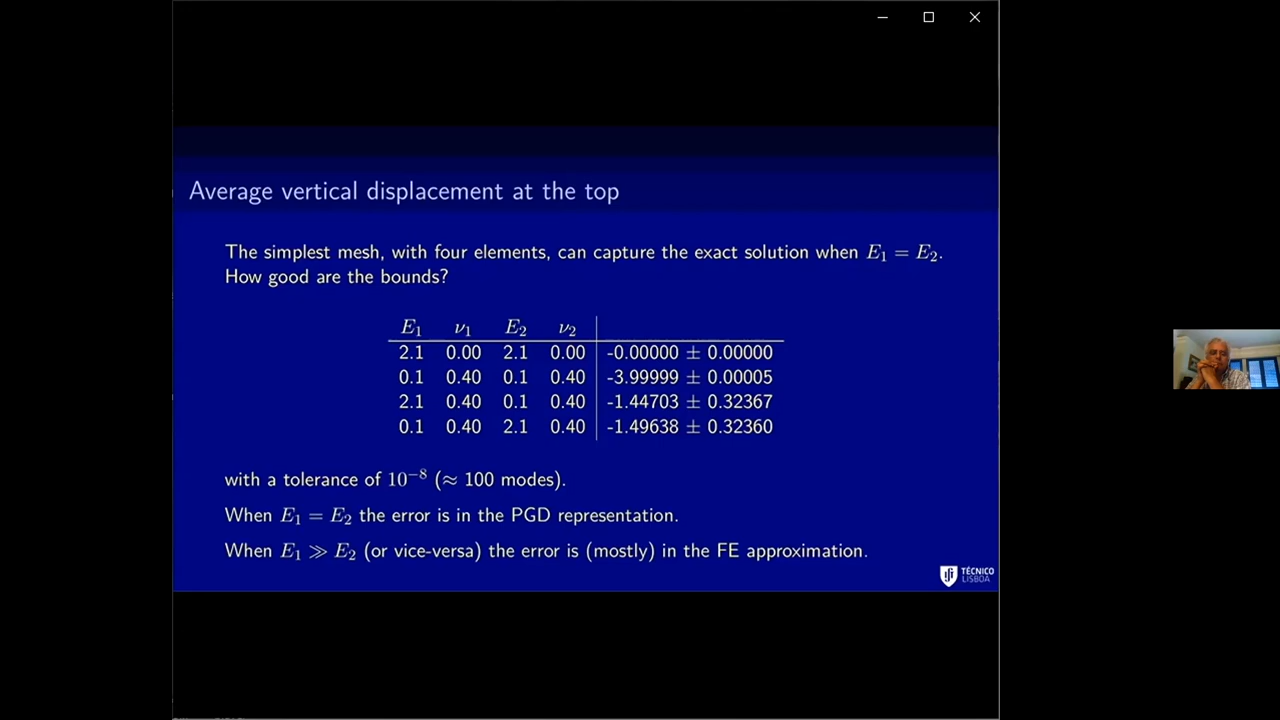 Average vertical displacement at the top
The simplest mesh, with four elements, can capture the exact solution when E₁ = E₂.
How good are the bounds?
E₁ ν₁ E₂ ν₂
2.1 0.00 2.1 0.00 -0.00000 ± 0.00000
0.1 0.40 0.1 0.40 -3.99999 ± 0.00005
2.1 0.40 0.1 0.40 -1.44703 ± 0.32367
0.1 0.40 2.1 0.40 -1.49638 ± 0.32360
with a tolerance of 10⁻⁸ (≈ 100 modes).
When E₁ = E₂ the error is in the PGD representation.
When E₁ ≫ E₂ (or vice-versa) the error is (mostly) in the FE approximation.
TÉCNICO
LISBOA